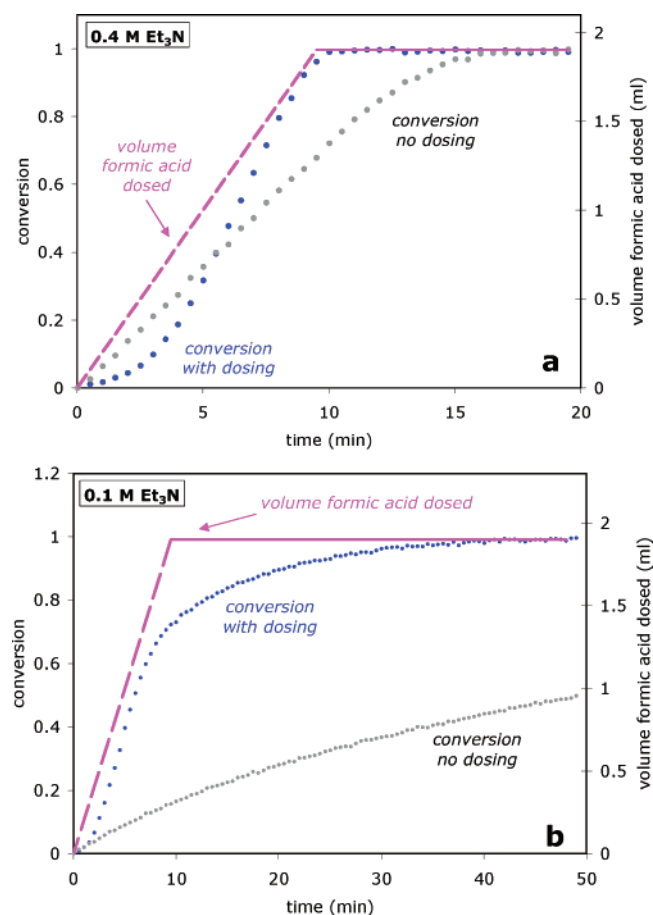 0.4 M Et₃N
1
0.8
0.6
0.4
0.2
0
conversion
volume
formic acid
dosed
conversion
no dosing
conversion
with dosing
a
2
1.5
1
0.5
0
volume formic acid dosed (ml)
0
5
10
15
20
time (min)
0.1 M Et₃N
1.2
1
0.8
0.6
0.4
0.2
0
conversion
volume formic acid dosed
conversion
with dosing
conversion
no dosing
b
2
1.5
1
0.5
0
volume formic acid dosed (ml)
0
10
20
30
40
50
time (min)